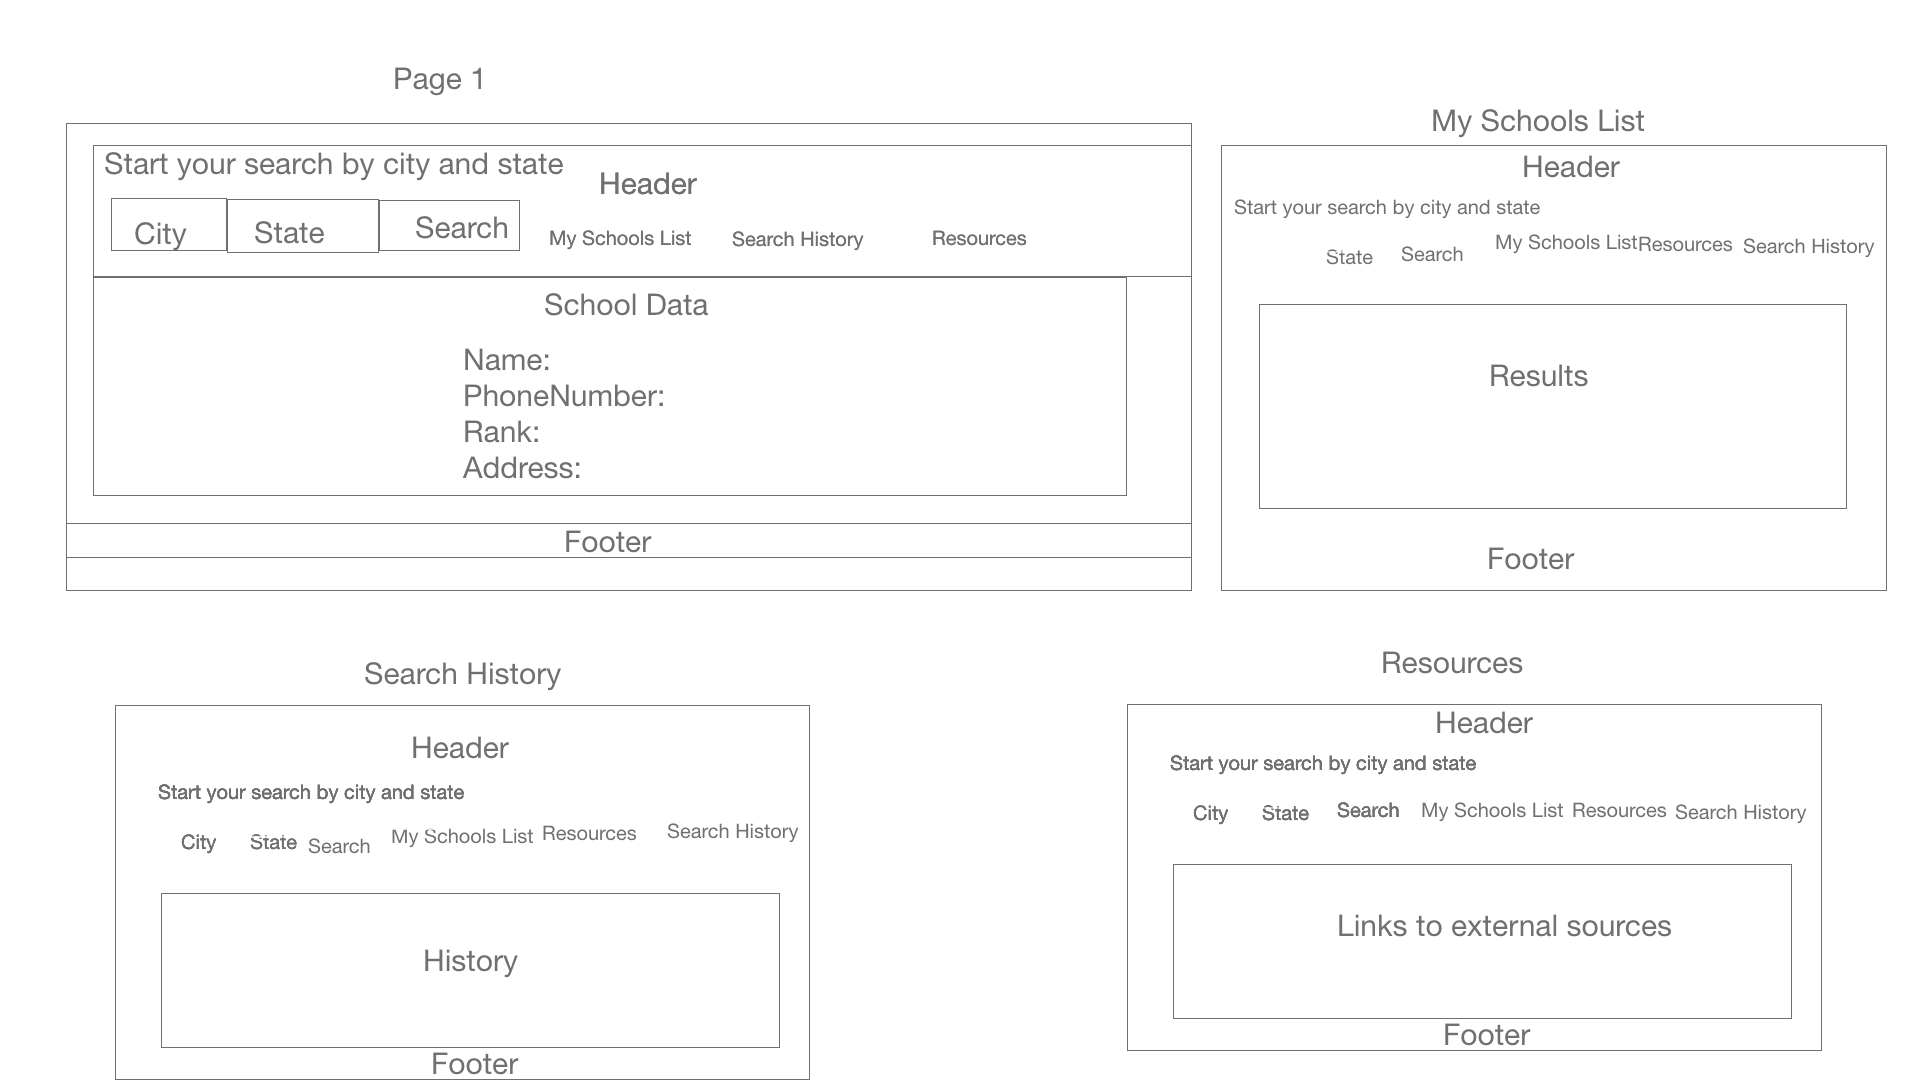 Page 1
Start your search by city and state
Header
City State Search My Schools List Search History Resources
School Data
Name:
PhoneNumber:
Rank:
Address:
Footer
My Schools List
Header
Start your search by city and state
State Search My Schools List Resources Search History
Results
Footer
Search History
Header
Start your search by city and state
City State Search My Schools List Resources Search History
History
Footer
Resources
Header
Start your search by city and state
City State Search My Schools List Resources Search History
Links to external sources
Footer